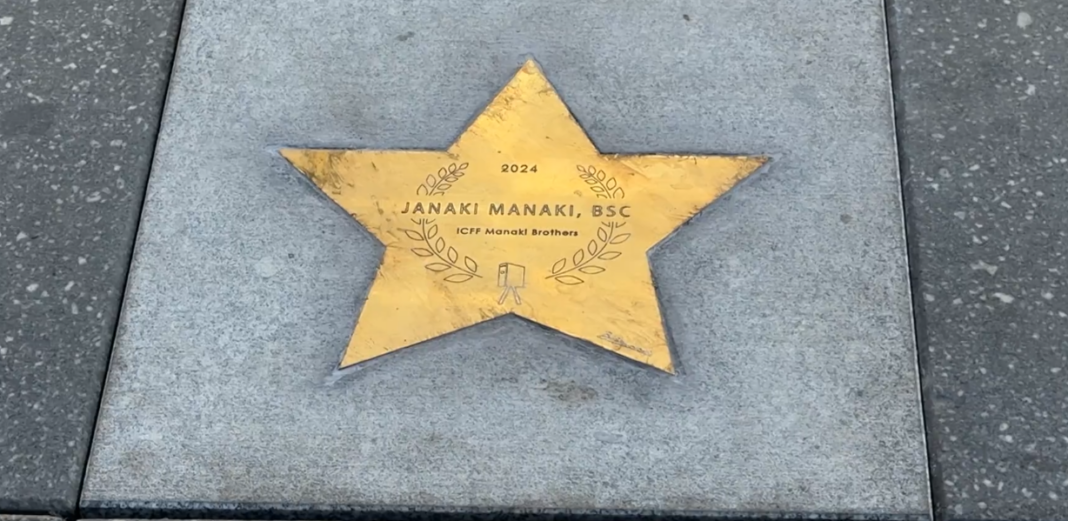 2024
JANAKI MANAKI, BSC
ICFF Manaki Brothers